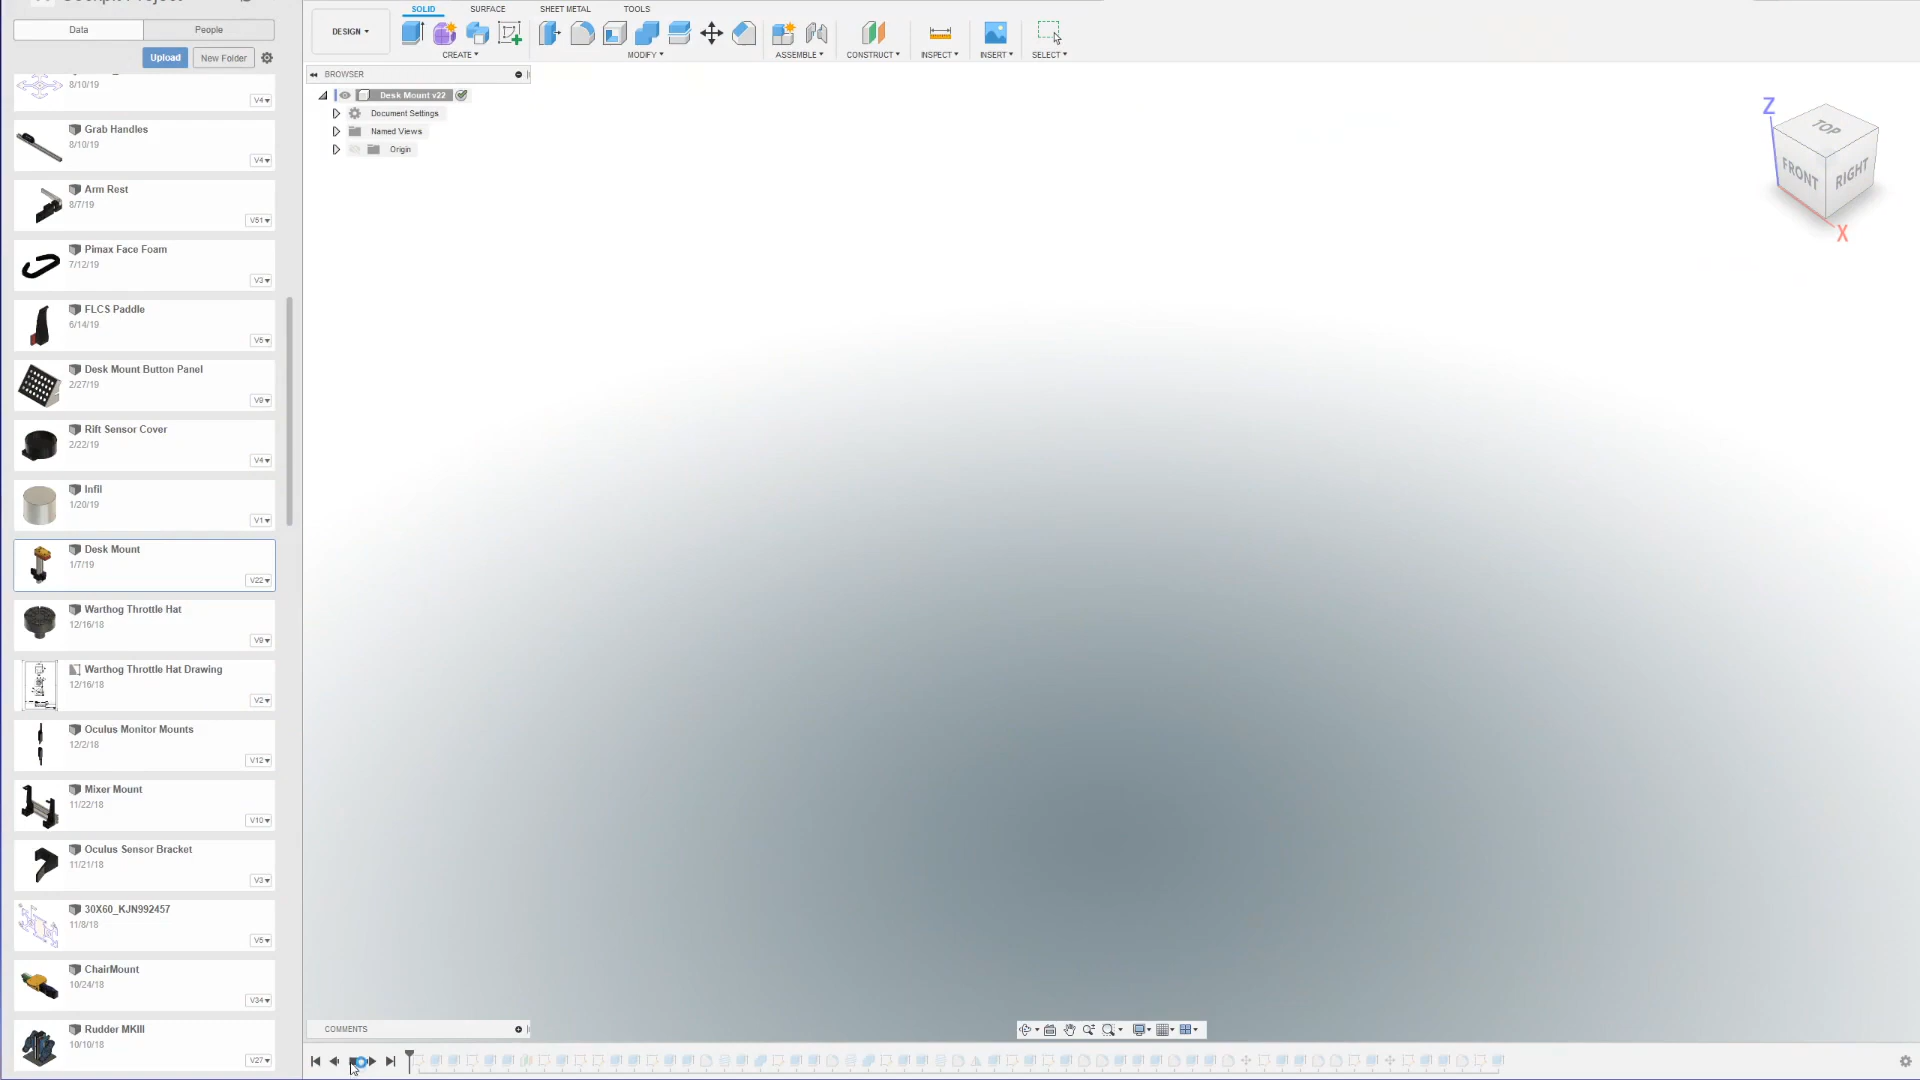 Data
People
Upload
New Folder
8/10/19
V4
Grab Handles
8/10/19
V4
Arm Rest
8/7/19
V51
Pimax Face Foam
7/12/19
V3
FLCS Paddle
6/14/19
V5
Desk Mount Button Panel
2/27/19
V9
Rift Sensor Cover
2/22/19
V4
Infil
1/20/19
V1
Desk Mount
1/7/19
V22
Warthog Throttle Hat
12/16/18
V9
Warthog Throttle Hat Drawing
12/16/18
V2
Oculus Monitor Mounts
12/2/18
V12
Mixer Mount
11/22/18
V10
Oculus Sensor Bracket
11/21/18
V3
30X60_KJN992457
11/8/18
V5
ChairMount
10/24/18
V34
Rudder MKIII
10/10/18
V27
DESIGN
SOLID SURFACE SHEET METAL TOOLS
CREATE MODIFY ASSEMBLE CONSTRUCT INSPECT INSERT SELECT
BROWSER
Desk Mount v22
Document Settings
Named Views
Origin
Z
TOP
FRONT
RIGHT
X
COMMENTS